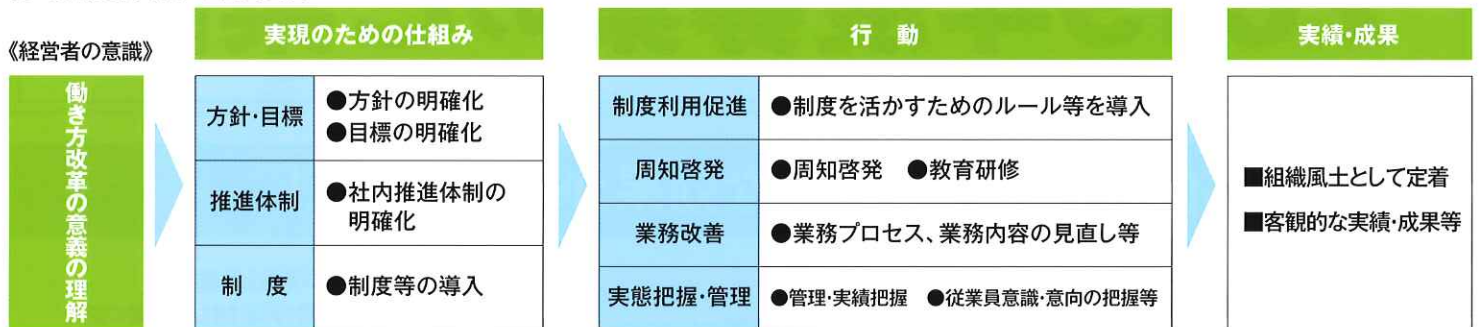 《経営者の意識》
働き方改革の意義の理解
実現のための仕組み
方針・目標
●方針の明確化
●目標の明確化
推進体制
●社内推進体制の
明確化
制 度
●制度等の導入
行 動
制度利用促進
●制度を活かすためのルール等を導入
周知啓発
●周知啓発 ●教育研修
業務改善
●業務プロセス、業務内容の見直し等
実態把握・管理
●管理・実績把握 ●従業員意識・意向の把握等
実績・成果
■組織風土として定着
■客観的な実績・成果等